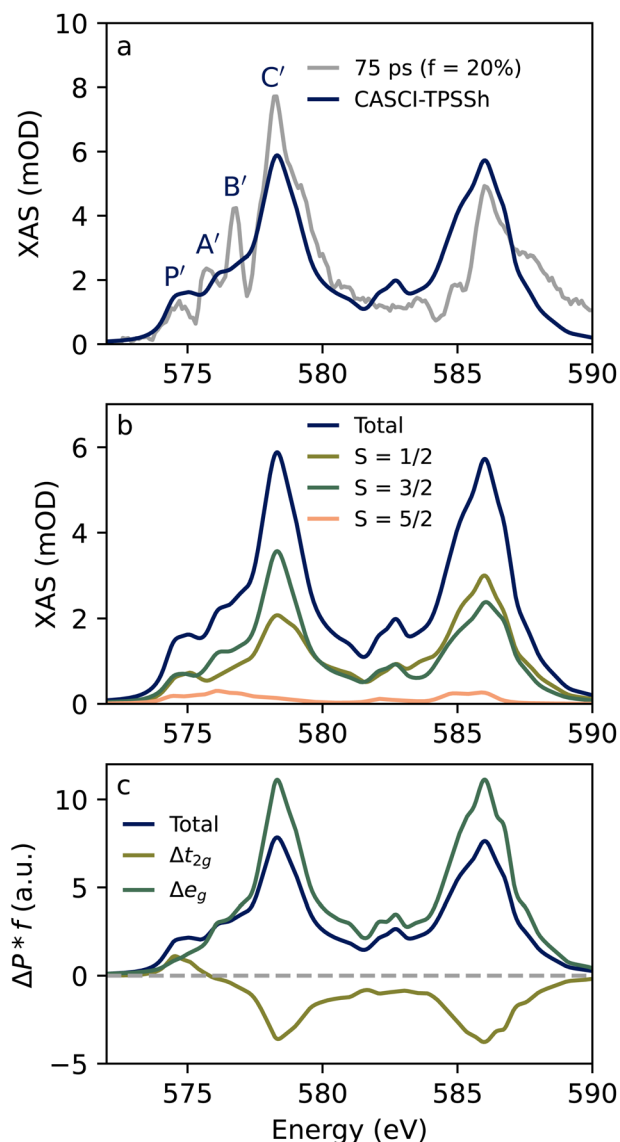 a
75 ps (f = 20%)
CASCI-TPSSh
P′
A′
B′
C′
XAS (mOD)
10
8
6
4
2
0
575
580
585
590
b
Total
S = 1/2
S = 3/2
S = 5/2
XAS (mOD)
6
4
2
0
575
580
585
590
c
Total
Δt₂g
Δe_g
ΔP * f (a.u.)
10
5
0
−5
575
580
585
590
Energy (eV)